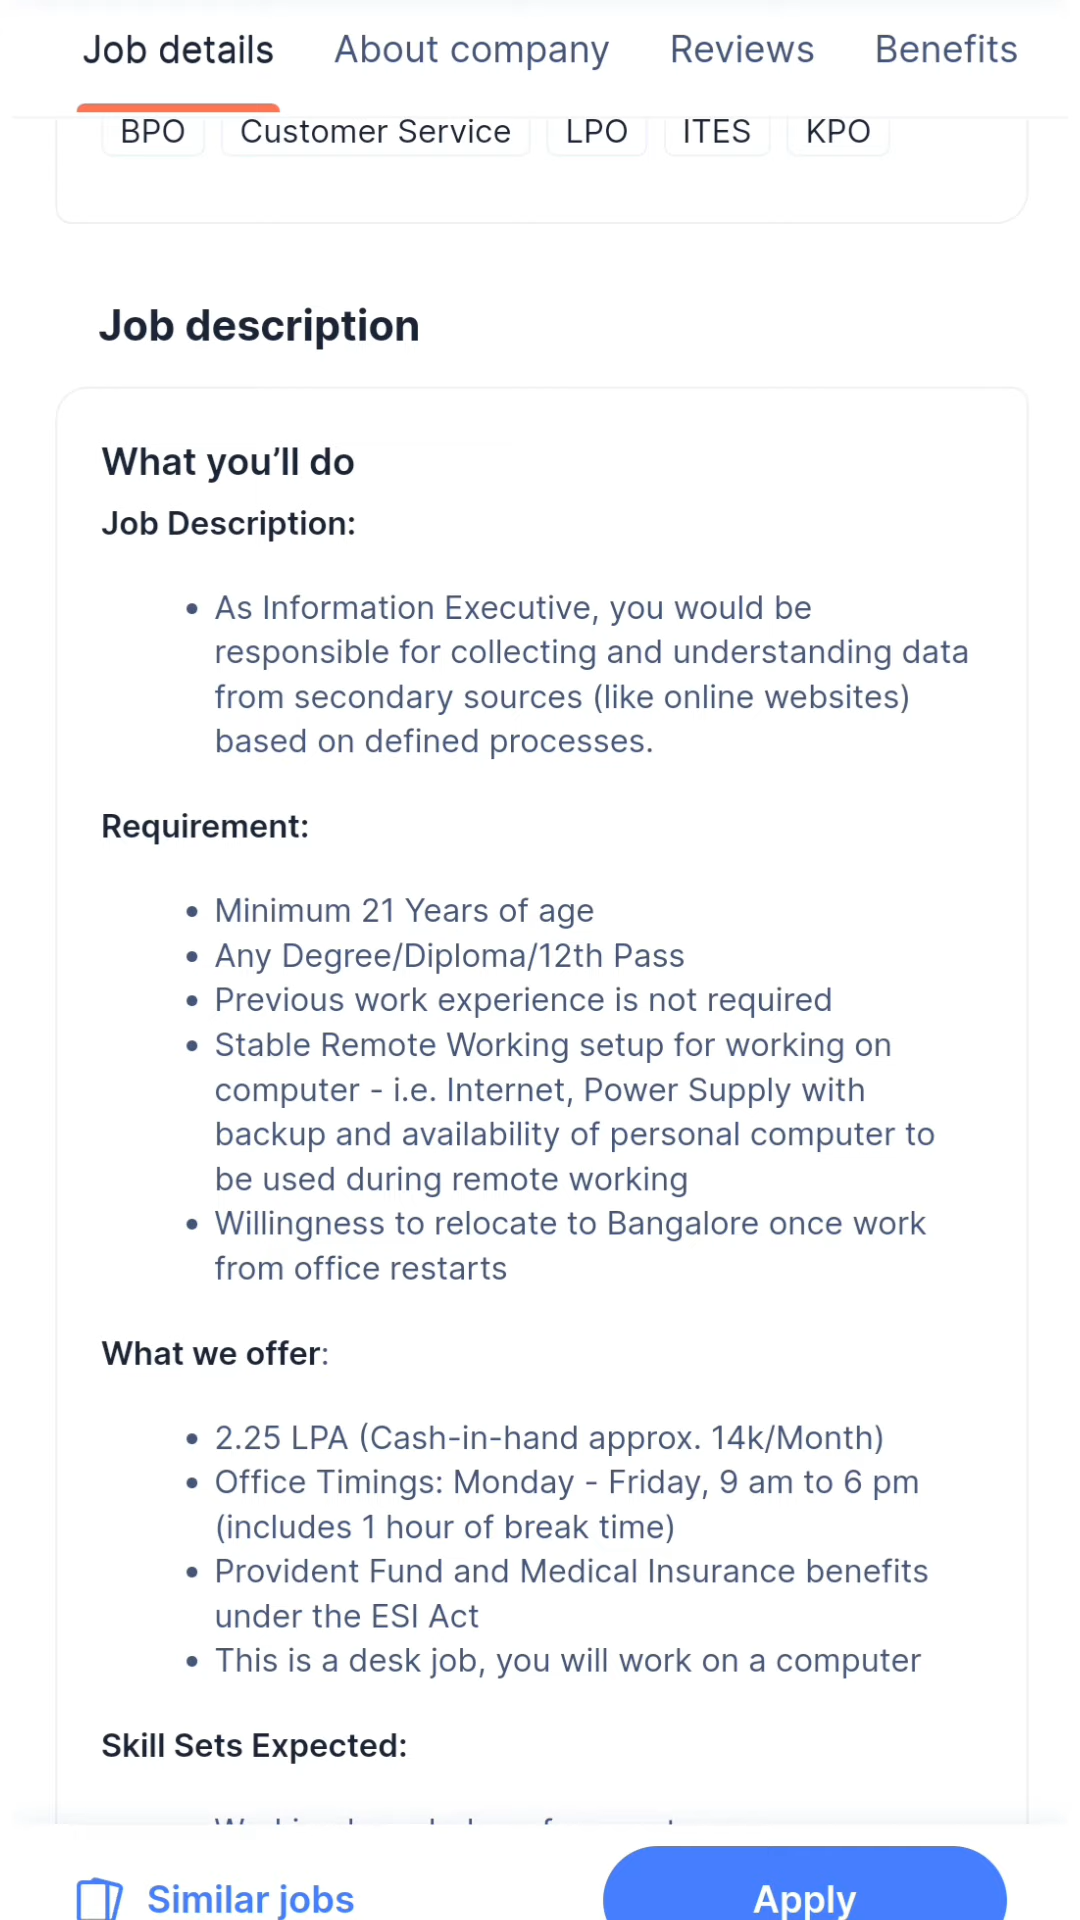 Job details About company Reviews Benefits
BPO Customer Service LPO ITES KPO
Job description
What you’ll do
Job Description:
• As Information Executive, you would be
responsible for collecting and understanding data
from secondary sources (like online websites)
based on defined processes.
Requirement:
• Minimum 21 Years of age
• Any Degree/Diploma/12th Pass
• Previous work experience is not required
• Stable Remote Working setup for working on
computer - i.e. Internet, Power Supply with
backup and availability of personal computer to
be used during remote working
• Willingness to relocate to Bangalore once work
from office restarts
What we offer:
• 2.25 LPA (Cash-in-hand approx. 14k/Month)
• Office Timings: Monday - Friday, 9 am to 6 pm
(includes 1 hour of break time)
• Provident Fund and Medical Insurance benefits
under the ESI Act
• This is a desk job, you will work on a computer
Skill Sets Expected:
Similar jobs Apply